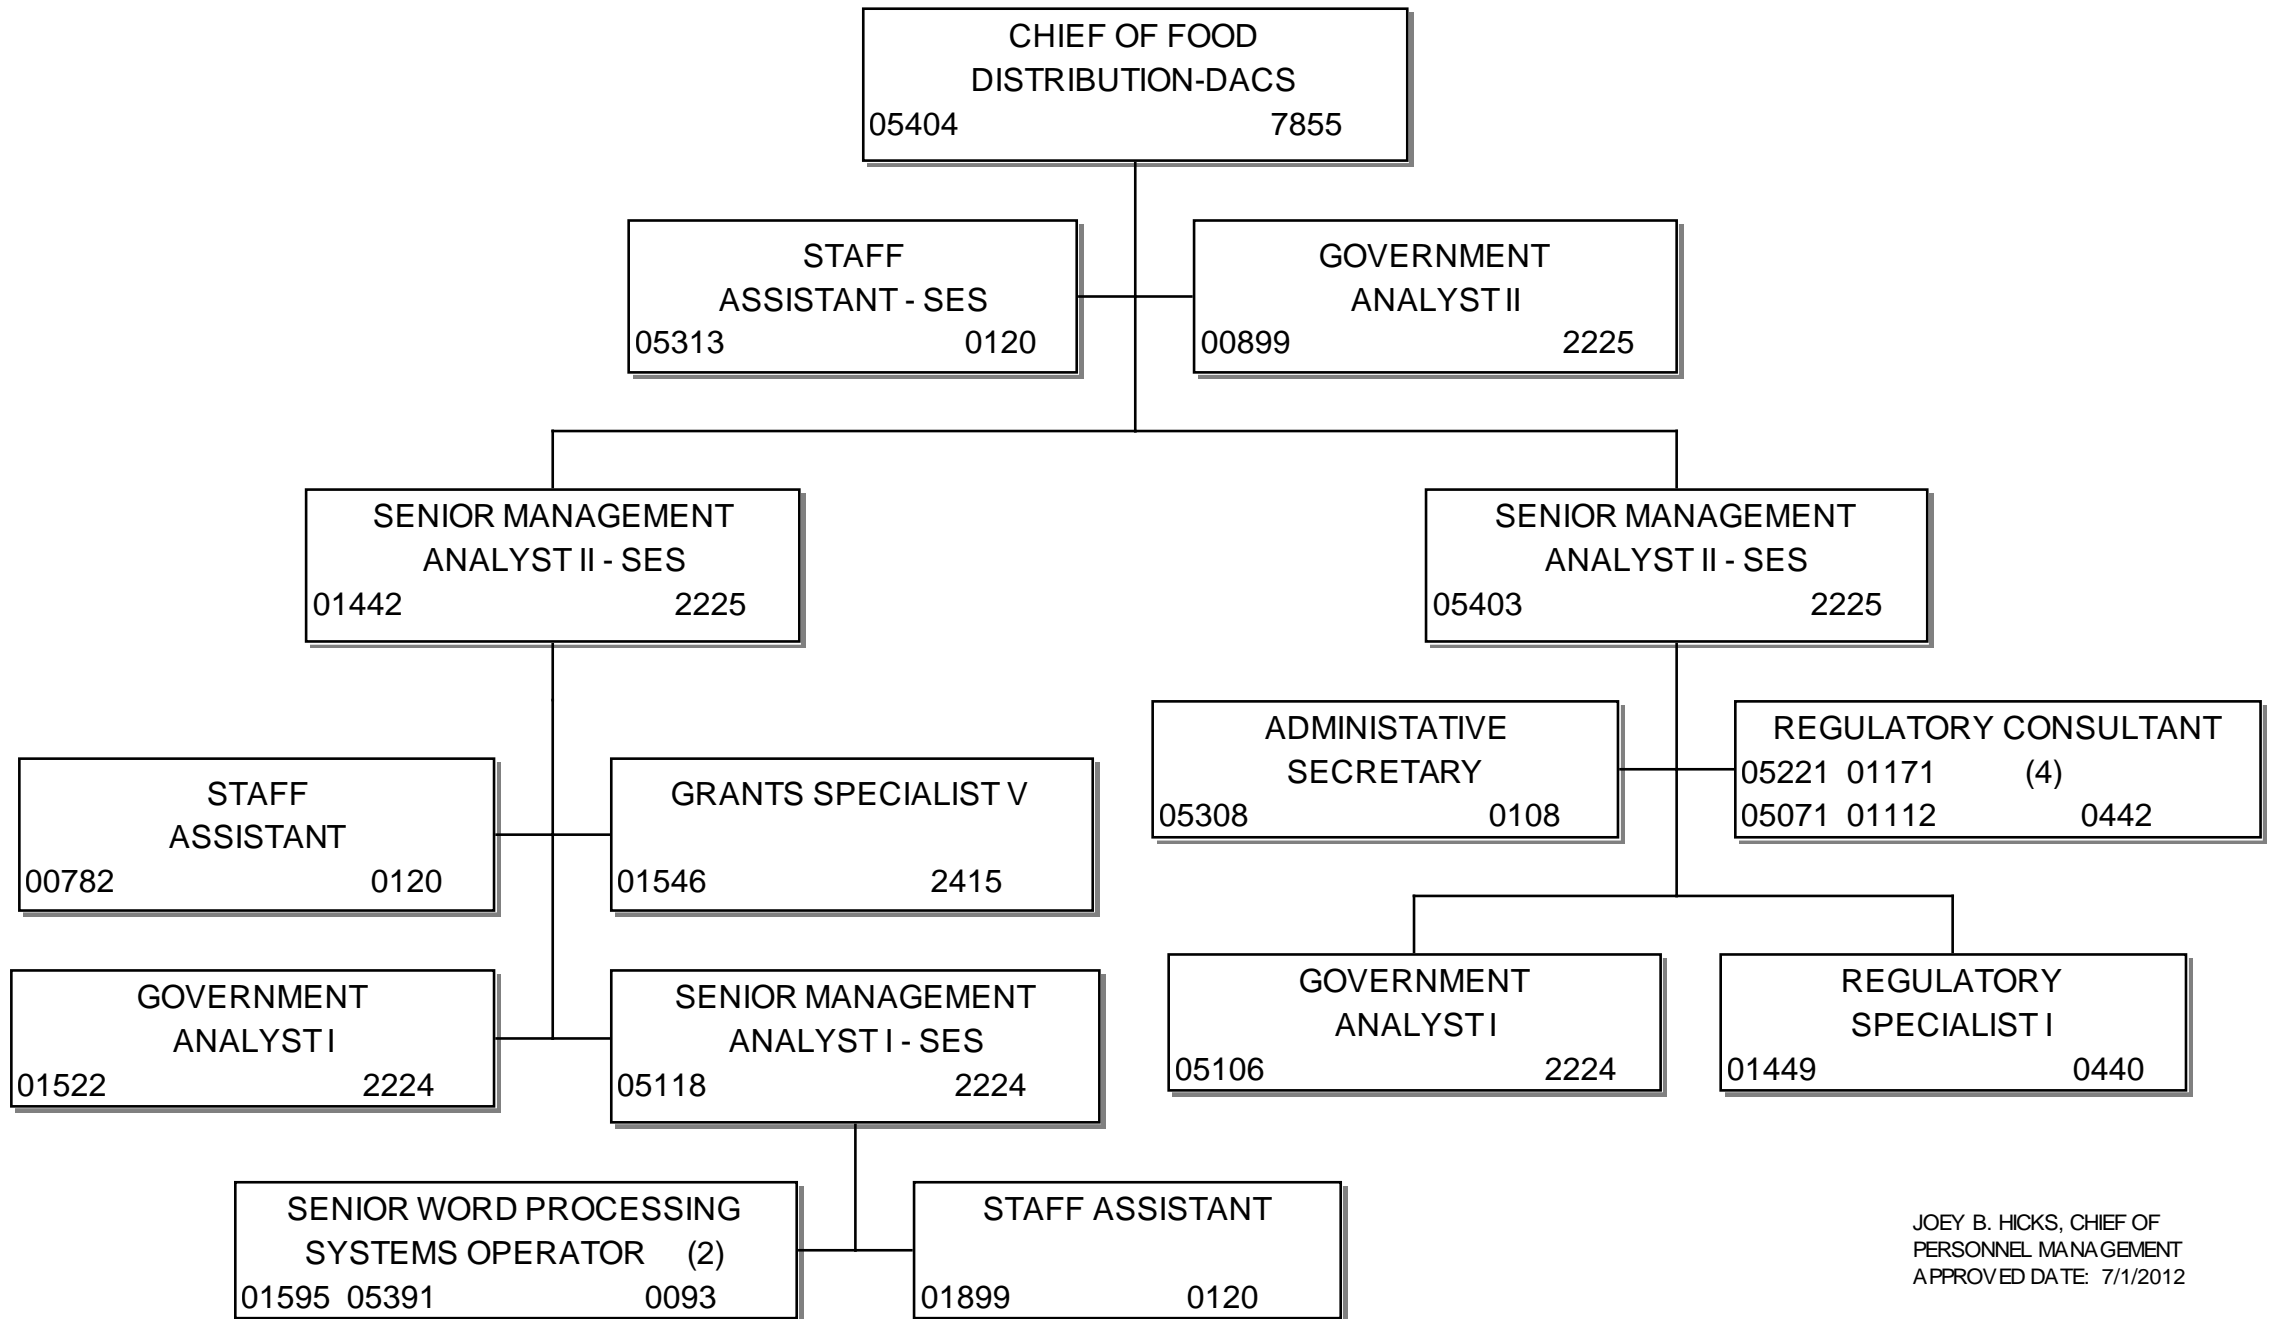 CHIEF OF FOOD
DISTRIBUTION-DACS
05404 7855
STAFF
ASSISTANT - SES
05313 0120
GOVERNMENT
ANALYST II
00899 2225
SENIOR MANAGEMENT
ANALYST II - SES
01442 2225
SENIOR MANAGEMENT
ANALYST II - SES
05403 2225
STAFF
ASSISTANT
00782 0120
GRANTS SPECIALIST V
01546 2415
ADMINISTATIVE
SECRETARY
05308 0108
REGULATORY CONSULTANT
05221 01171 (4)
05071 01112 0442
GOVERNMENT
ANALYST I
01522 2224
SENIOR MANAGEMENT
ANALYST I - SES
05118 2224
GOVERNMENT
ANALYST I
05106 2224
REGULATORY
SPECIALIST I
01449 0440
SENIOR WORD PROCESSING
SYSTEMS OPERATOR (2)
01595 05391 0093
STAFF ASSISTANT
01899 0120
JOEY B. HICKS, CHIEF OF
PERSONNEL MANAGEMENT
APPROVED DATE: 7/1/2012